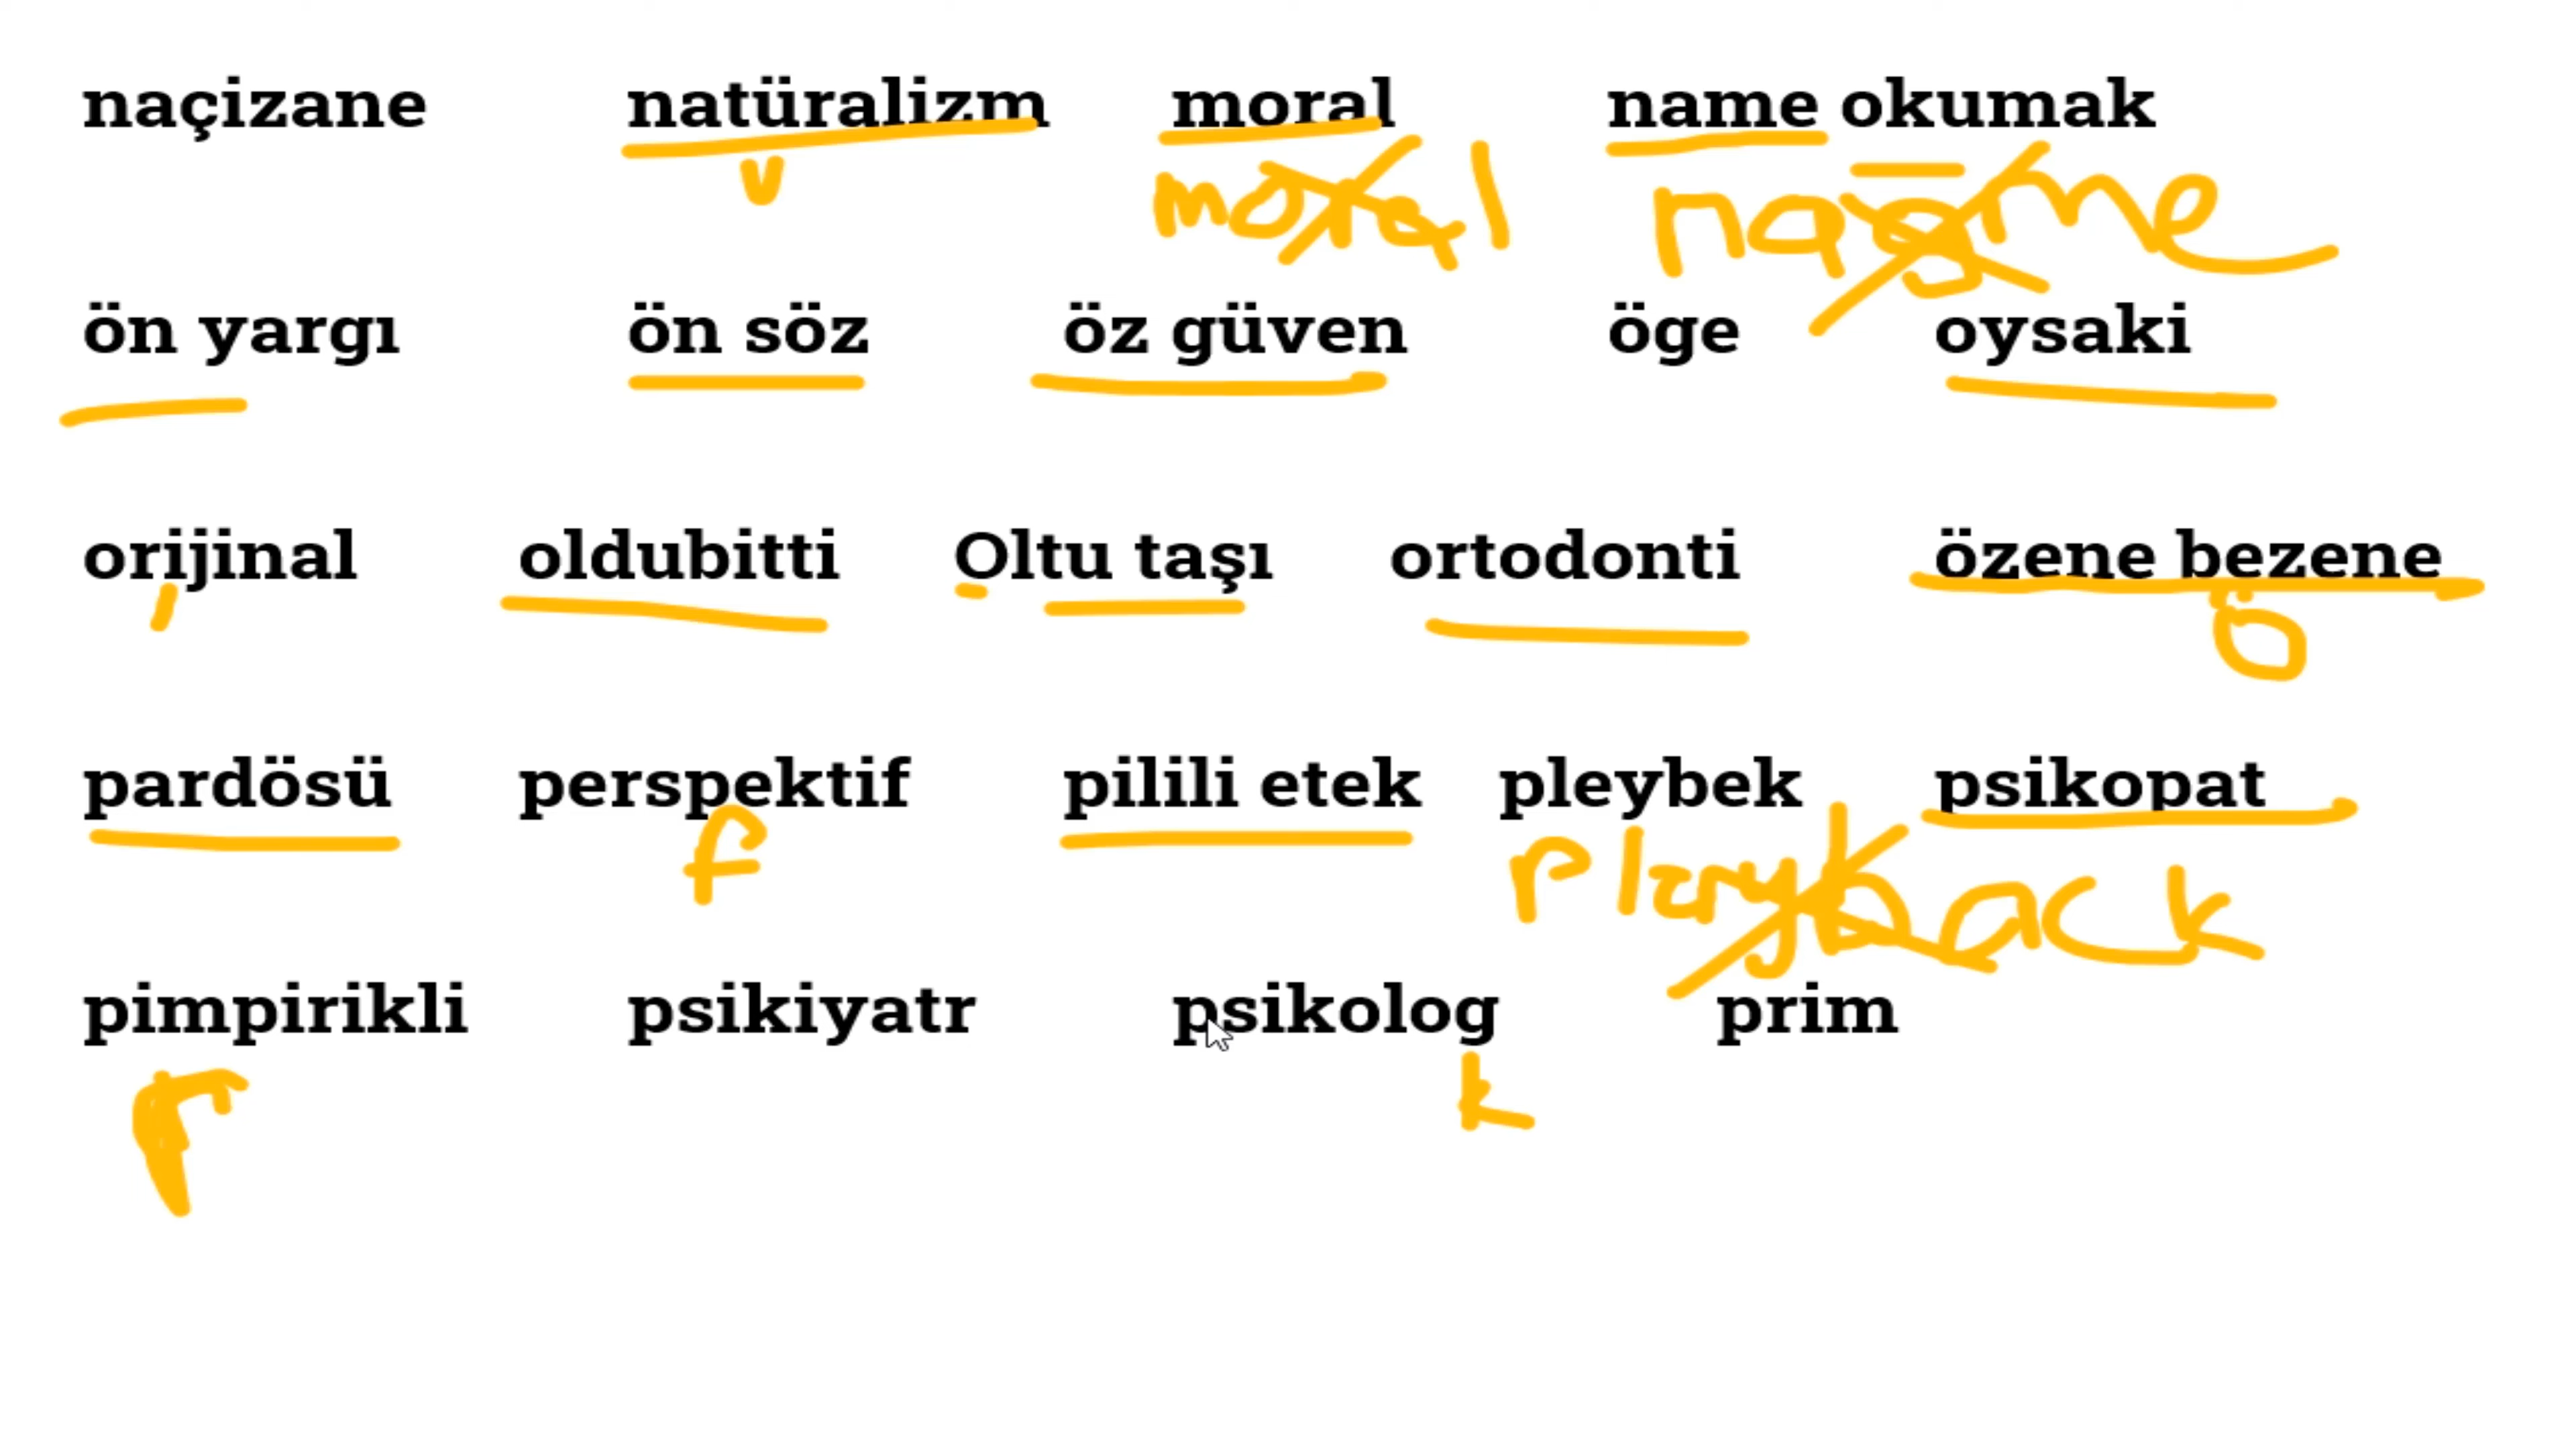 naçizane natüralizm moral name okumak
v moral nağme
ön yargı ön söz öz güven öge oysaki
orijinal oldubitti Oltu taşı ortodonti özene bezene
ö
pardösü perspektif pilili etek pleybek psikopat
f playback
pimpirikli psikiyatr psikolog prim
k